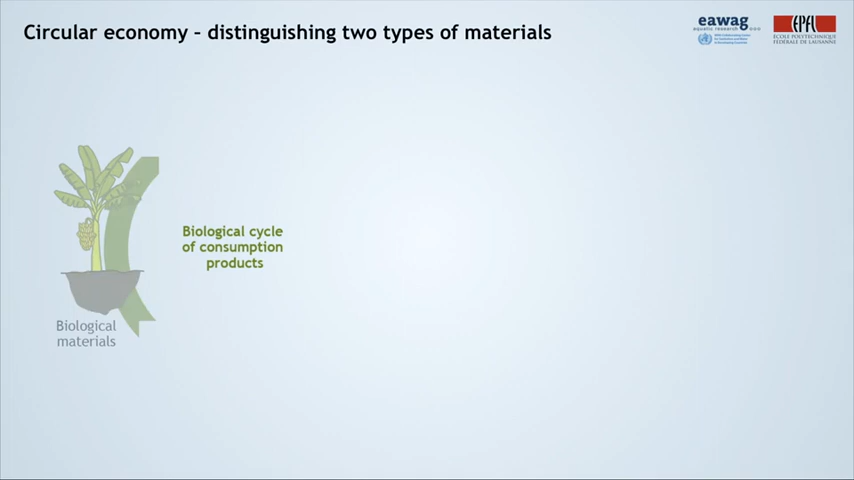 Circular economy – distinguishing two types of materials
eawag
aquatic research
EPFL
ECOLE POLYTECHNIQUE
FÉDÉRALE DE LAUSANNE
Biological cycle
of consumption
products
Biological
materials